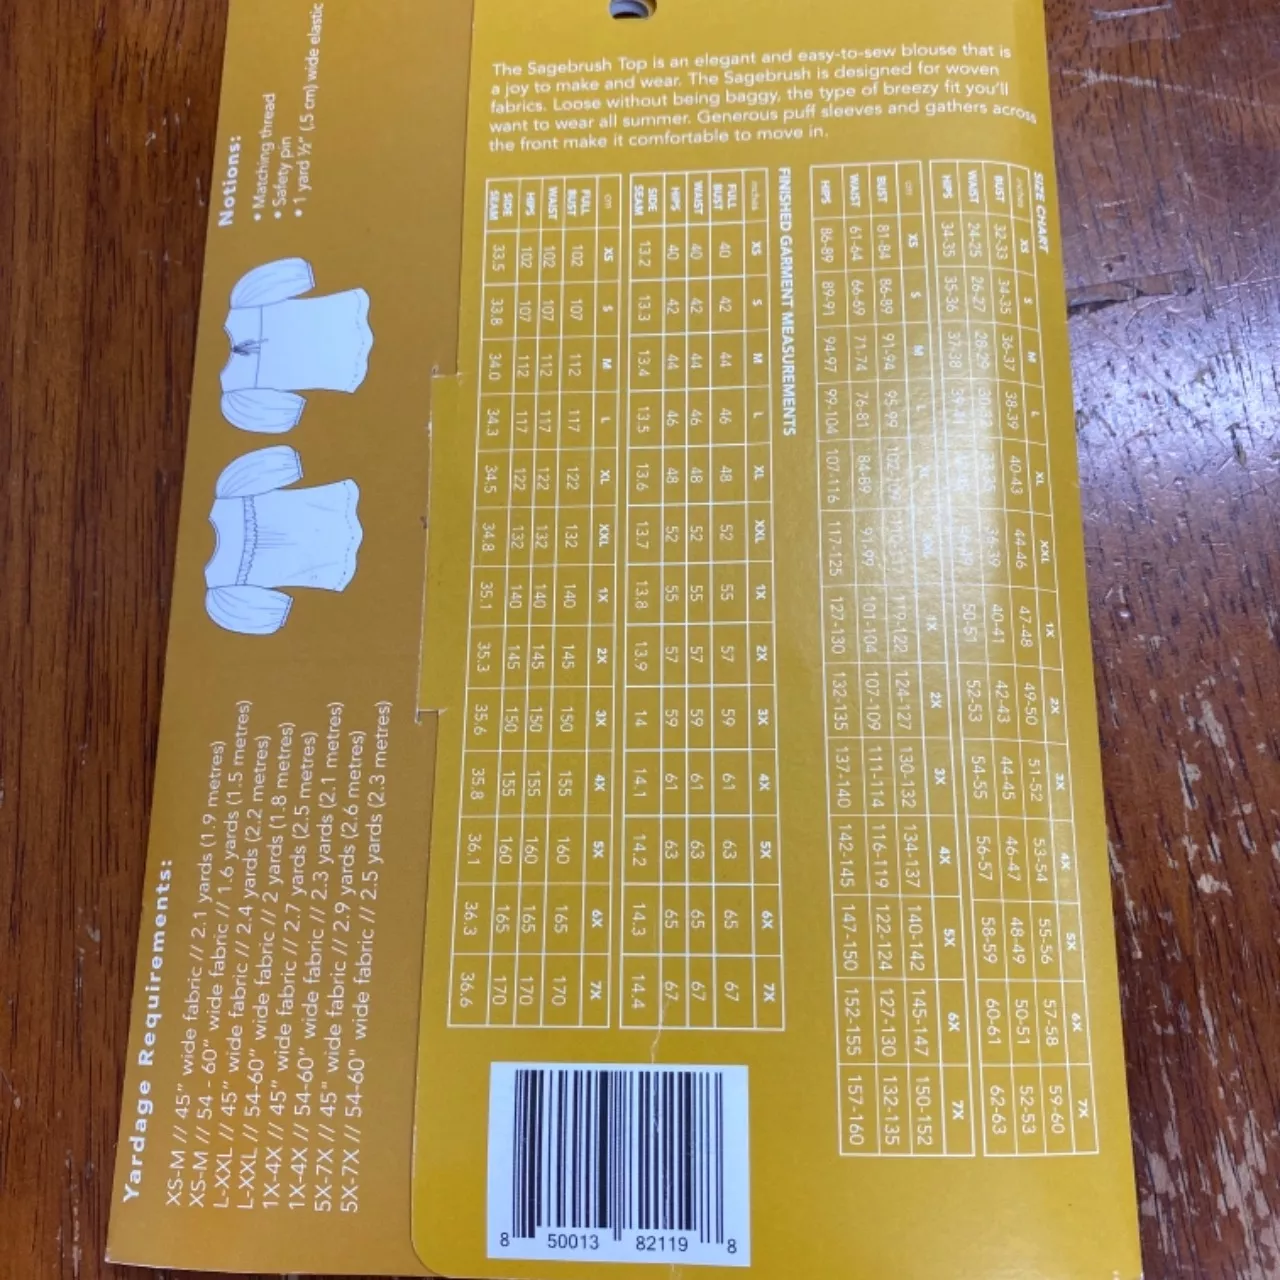 The Sagebrush Top is an elegant and easy-to-sew blouse that is
a joy to make and wear. The Sagebrush is designed for woven
fabrics. Loose without being baggy, the type of breezy fit you'll
want to wear all summer. Generous puff sleeves and gathers across
the front make it comfortable to move in.
SIZE CHART
inches XS S M L XL XXL 1X 2X 3X 4X 5X 6X 7X
BUST 32-33 34-35 36-37 38-39 40-43 44-46 47-48 49-50 51-52 53-54 55-56 57-58 59-60
WAIST 24-25 26-27 28-29 40-41 42-43 44-45 46-47 48-49 50-51 52-53
HIPS 34-35 35-36 37-38 50-51 52-53 54-55 56-57 58-59 60-61 62-63
cm XS S M L XL XXL 1X 2X 3X 4X 5X 6X 7X
BUST 81-84 86-89 91-94 95-99 119-122 124-127 130-132 134-137 140-142 145-147 150-152
WAIST 61-64 66-69 71-74 76-81 84-89 91-99 101-104 107-109 111-114 116-119 122-124 127-130 132-135
HIPS 86-89 89-91 94-97 99-104 107-116 117-125 127-130 132-135 137-140 142-145 147-150 152-155 157-160
FINISHED GARMENT MEASUREMENTS
inches XS S M L XL XXL 1X 2X 3X 4X 5X 6X 7X
FULL BUST 40 42 44 46 48 52 55 57 59 61 63 65 67
WAIST 40 42 44 46 48 52 55 57 59 61 63 65 67
HIPS 40 42 44 46 48 52 55 57 59 61 63 65 67
SIDE SEAM 13.2 13.3 13.4 13.5 13.6 13.7 13.8 13.9 14 14.1 14.2 14.3 14.4
cm XS S M L XL XXL 1X 2X 3X 4X 5X 6X 7X
FULL BUST 102 107 112 117 122 132 140 145 150 155 160 165 170
WAIST 102 107 112 117 122 132 140 145 150 155 160 165 170
HIPS 102 107 112 117 122 132 140 145 150 155 160 165 170
SIDE SEAM 33.5 33.8 34.0 34.3 34.5 34.8 35.1 35.3 35.6 35.8 36.1 36.3 36.6
Notions:
• Matching thread
• Safety pin
• 1 yard ½" (.5 cm) wide elastic
Yardage Requirements:
XS-M // 45" wide fabric // 2.1 yards (1.9 metres)
XS-M // 54 - 60" wide fabric // 1.6 yards (1.5 metres)
L-XXL // 45" wide fabric // 2.4 yards (2.2 metres)
L-XXL // 54-60" wide fabric // 2 yards (1.8 metres)
1X-4X // 45" wide fabric // 2.7 yards (2.5 metres)
1X-4X // 54-60" wide fabric // 2.3 yards (2.1 metres)
5X-7X // 45" wide fabric // 2.9 yards (2.6 metres)
5X-7X // 54-60" wide fabric // 2.5 yards (2.3 metres)
8 50013 82119 8